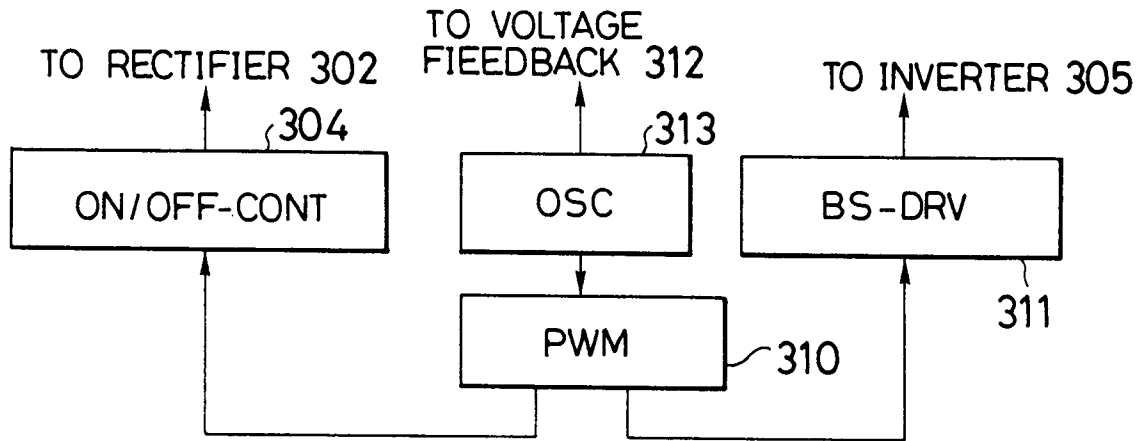 TO RECTIFIER 302
TO VOLTAGE
FIEEDBACK 312
TO INVERTER 305
304
313
ON/OFF-CONT
OSC
BS-DRV
311
PWM
310